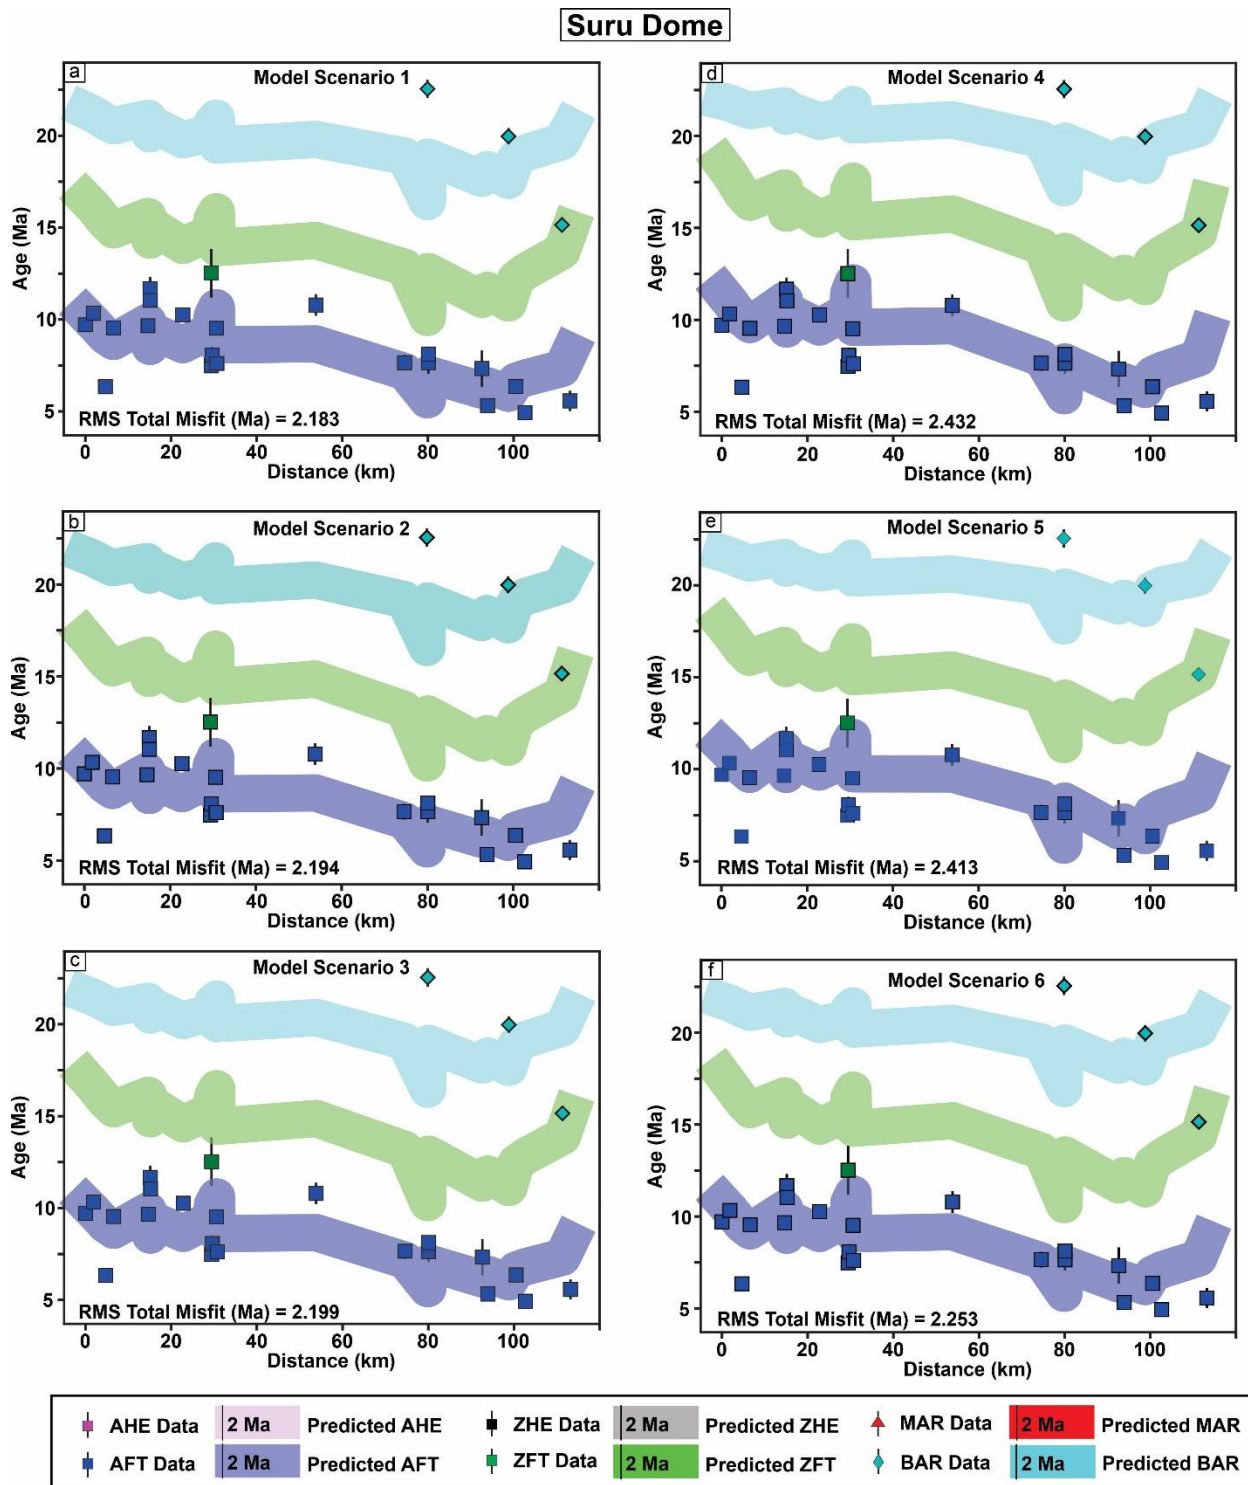 Suru Dome
a
Model Scenario 1
20
15
10
5
Age (Ma)
RMS Total Misfit (Ma) = 2.183
0 20 40 60 80 100
Distance (km)
d
Model Scenario 4
20
15
10
5
Age (Ma)
RMS Total Misfit (Ma) = 2.432
0 20 40 60 80 100
Distance (km)
b
Model Scenario 2
20
15
10
5
Age (Ma)
RMS Total Misfit (Ma) = 2.194
0 20 40 60 80 100
Distance (km)
e
Model Scenario 5
20
15
10
5
Age (Ma)
RMS Total Misfit (Ma) = 2.413
0 20 40 60 80 100
Distance (km)
c
Model Scenario 3
20
15
10
5
Age (Ma)
RMS Total Misfit (Ma) = 2.199
0 20 40 60 80 100
Distance (km)
f
Model Scenario 6
20
15
10
5
Age (Ma)
RMS Total Misfit (Ma) = 2.253
0 20 40 60 80 100
Distance (km)
AHE Data 2 Ma Predicted AHE ZHE Data 2 Ma Predicted ZHE MAR Data 2 Ma Predicted MAR
AFT Data 2 Ma Predicted AFT ZFT Data 2 Ma Predicted ZFT BAR Data 2 Ma Predicted BAR